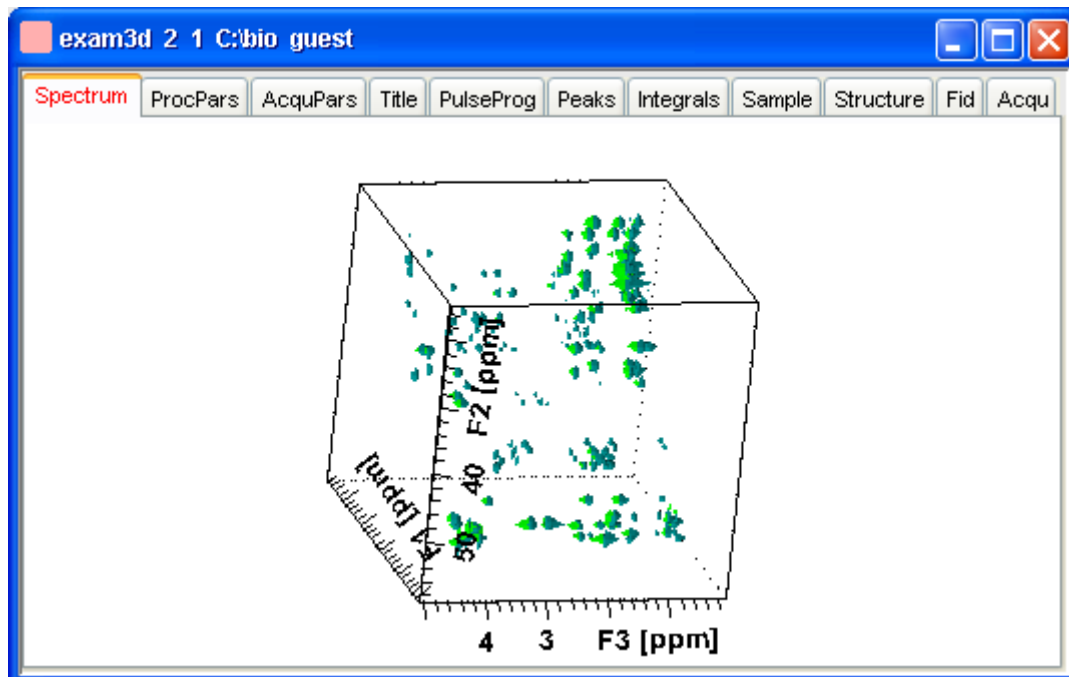 exam3d 2 1 C:\bio guest
Spectrum ProcPars AcquPars Title PulseProg Peaks Integrals Sample Structure Fid Acqu
F2 [ppm]
40
F1 [ppm]
50
4 3 F3 [ppm]